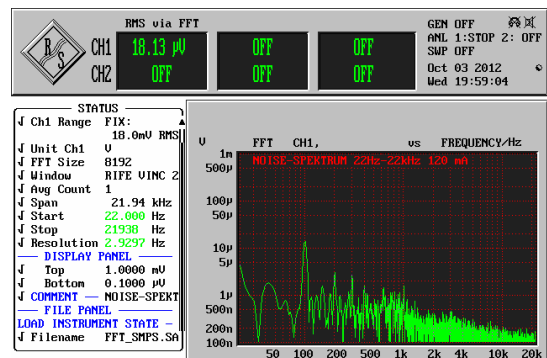 RMS via FFT
R
S
CH1 18.13 µV OFF OFF
CH2 OFF OFF OFF
GEN OFF
ANL 1:STOP 2: OFF
SWP OFF
Oct 03 2012
Wed 19:59:04
STATUS
Ch1 Range FIX:
18.0mV RMS
Unit Ch1 V
FFT Size 8192
Window RIFE VINC 2
Avg Count 1
Span 21.94 kHz
Start 22.000 Hz
Stop 21938 Hz
Resolution 2.9297 Hz
DISPLAY PANEL
Top 1.0000 mV
Bottom 0.1000 µV
COMMENT — NOISE-SPEKT
FILE PANEL
LOAD INSTRUMENT STATE —
Filename FFT_SMPS.SA
V FFT CH1, vs FREQUENCY/Hz
NOISE-SPEKTRUM 22Hz-22kHz 120 mA
1m
500µ
100µ
50µ
10µ
5µ
1µ
500n
200n
100n
50 100 200 500 1k 2k 4k 10k 20k